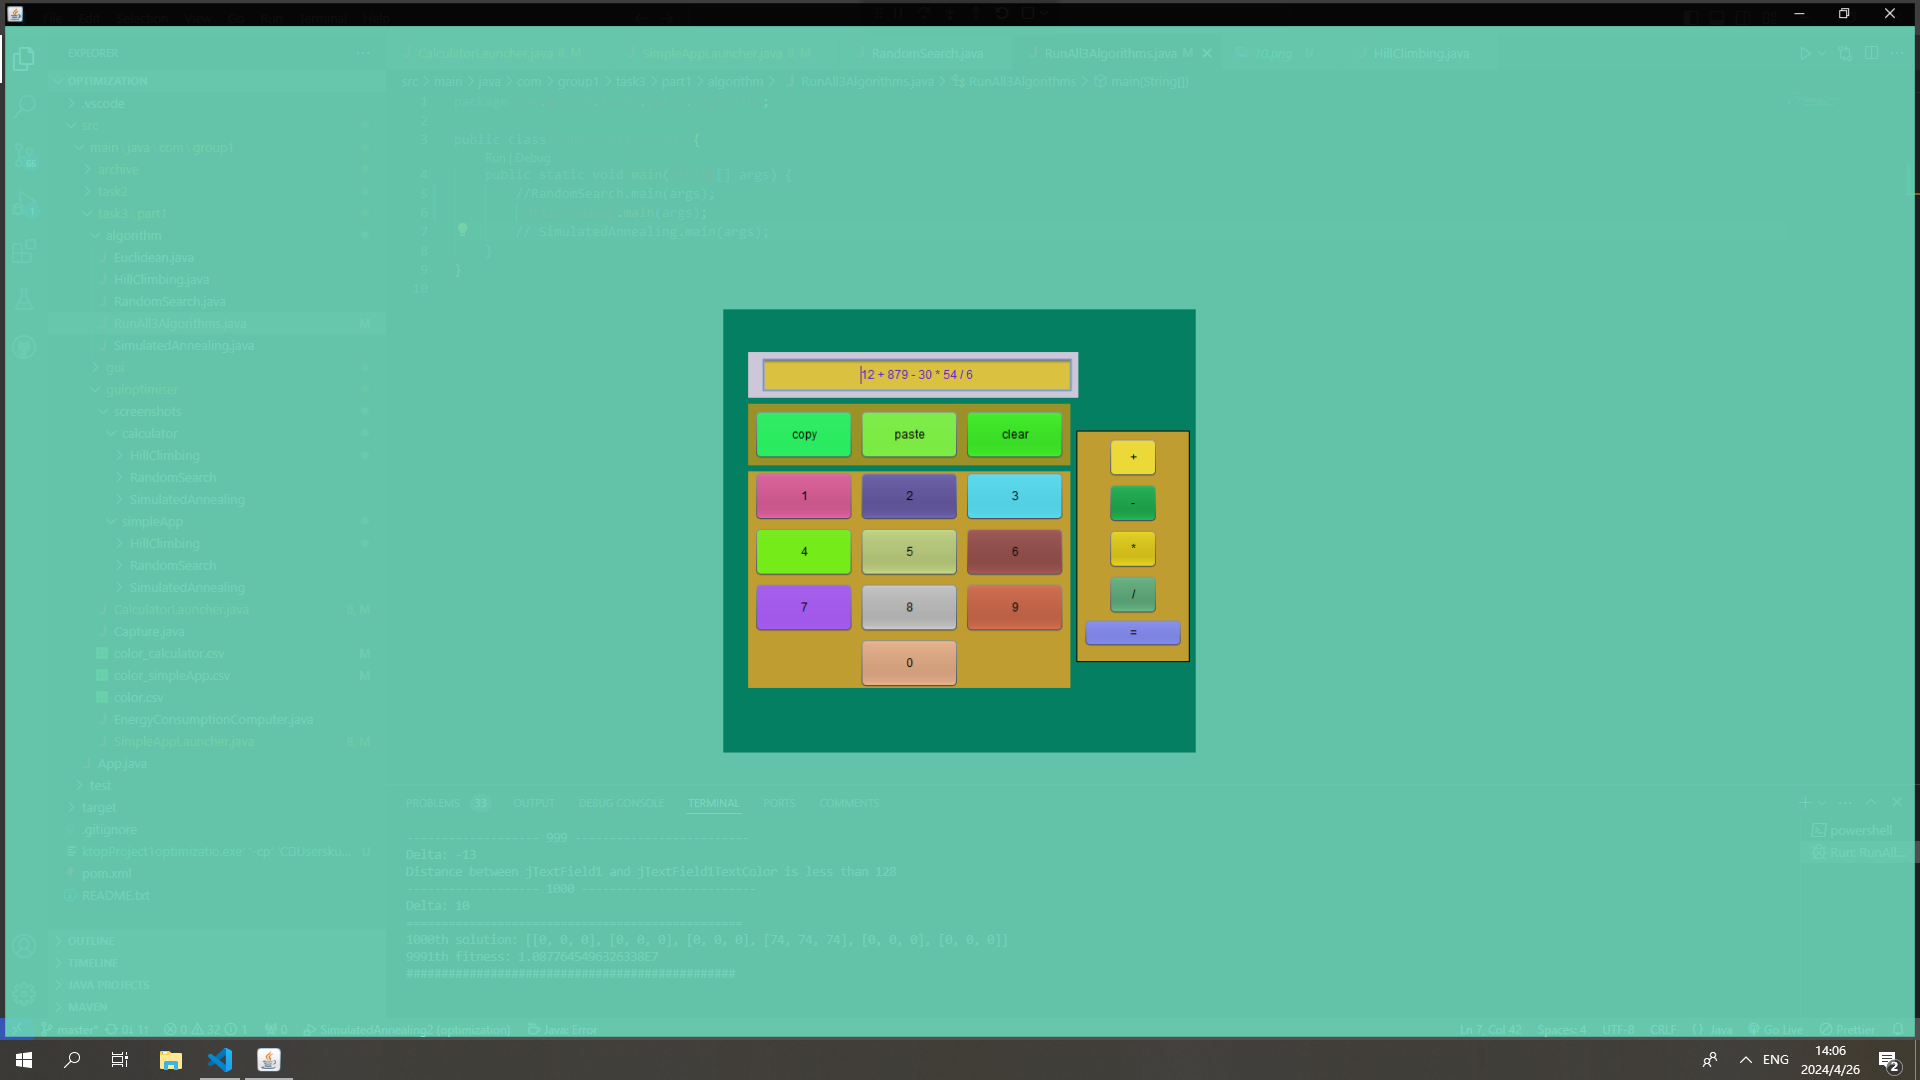 File Edit Selection View Go Run Terminal Help
EXPLORER
OPTIMIZATION
.vscode
src
main \ java \ com \ group1
archive
task2
task3 \ part1
algorithm
Euclidean.java
HillClimbing.java
RandomSearch.java
RunAll3Algorithms.java M
SimulatedAnnealing.java
gui
guioptimiser
screenshots
calculator
HillClimbing
RandomSearch
SimulatedAnnealing
simpleApp
HillClimbing
RandomSearch
SimulatedAnnealing
CalculatorLauncher.java 8, M
Capture.java
color_calculator.csv M
color_simpleApp.csv M
color.csv
EnergyConsumptionComputer.java
SimpleAppLauncher.java 8, M
App.java
test
target
.gitignore
ktopProject1optimizatio.exe' '-cp' 'C:Usersku... U
pom.xml
README.txt
OUTLINE
TIMELINE
JAVA PROJECTS
MAVEN
CalculatorLauncher.java 8, M SimpleAppLauncher.java 8, M RandomSearch.java RunAll3Algorithms.java M 10.png U HillClimbing.java
src > main > java > com > group1 > task3 > part1 > algorithm > RunAll3Algorithms.java > RunAll3Algorithms > main(String[])
1 package
2
3 public class {
Run | Debug
4 public static void main( [] args) {
5 //RandomSearch.main(args);
6 .main(args);
7 // SimulatedAnnealing.main(args);
8 }
9 }
10
12 + 879 - 30 * 54 / 6
copy paste clear
1 2 3
4 5 6
7 8 9
0
+
-
*
/
=
PROBLEMS 33 OUTPUT DEBUG CONSOLE TERMINAL PORTS COMMENTS
------------------- 999 -------------------------
Delta: -13
Distance between jTextField1 and jTextField1TextColor is less than 128
------------------- 1000 -------------------------
Delta: 10
================================================
1000th solution: [[0, 0, 0], [0, 0, 0], [0, 0, 0], [74, 74, 74], [0, 0, 0], [0, 0, 0]]
9991th fitness: 1.0877645496326338E7
################################################
powershell
Run: RunAll...
master* 0↓ 1↑ 0 32 1 0 SimulatedAnnealing2 (optimization) Java: Error
Ln 7, Col 42 Spaces: 4 UTF-8 CRLF {} Java Go Live Prettier
ENG
14:06
2024/4/26
2